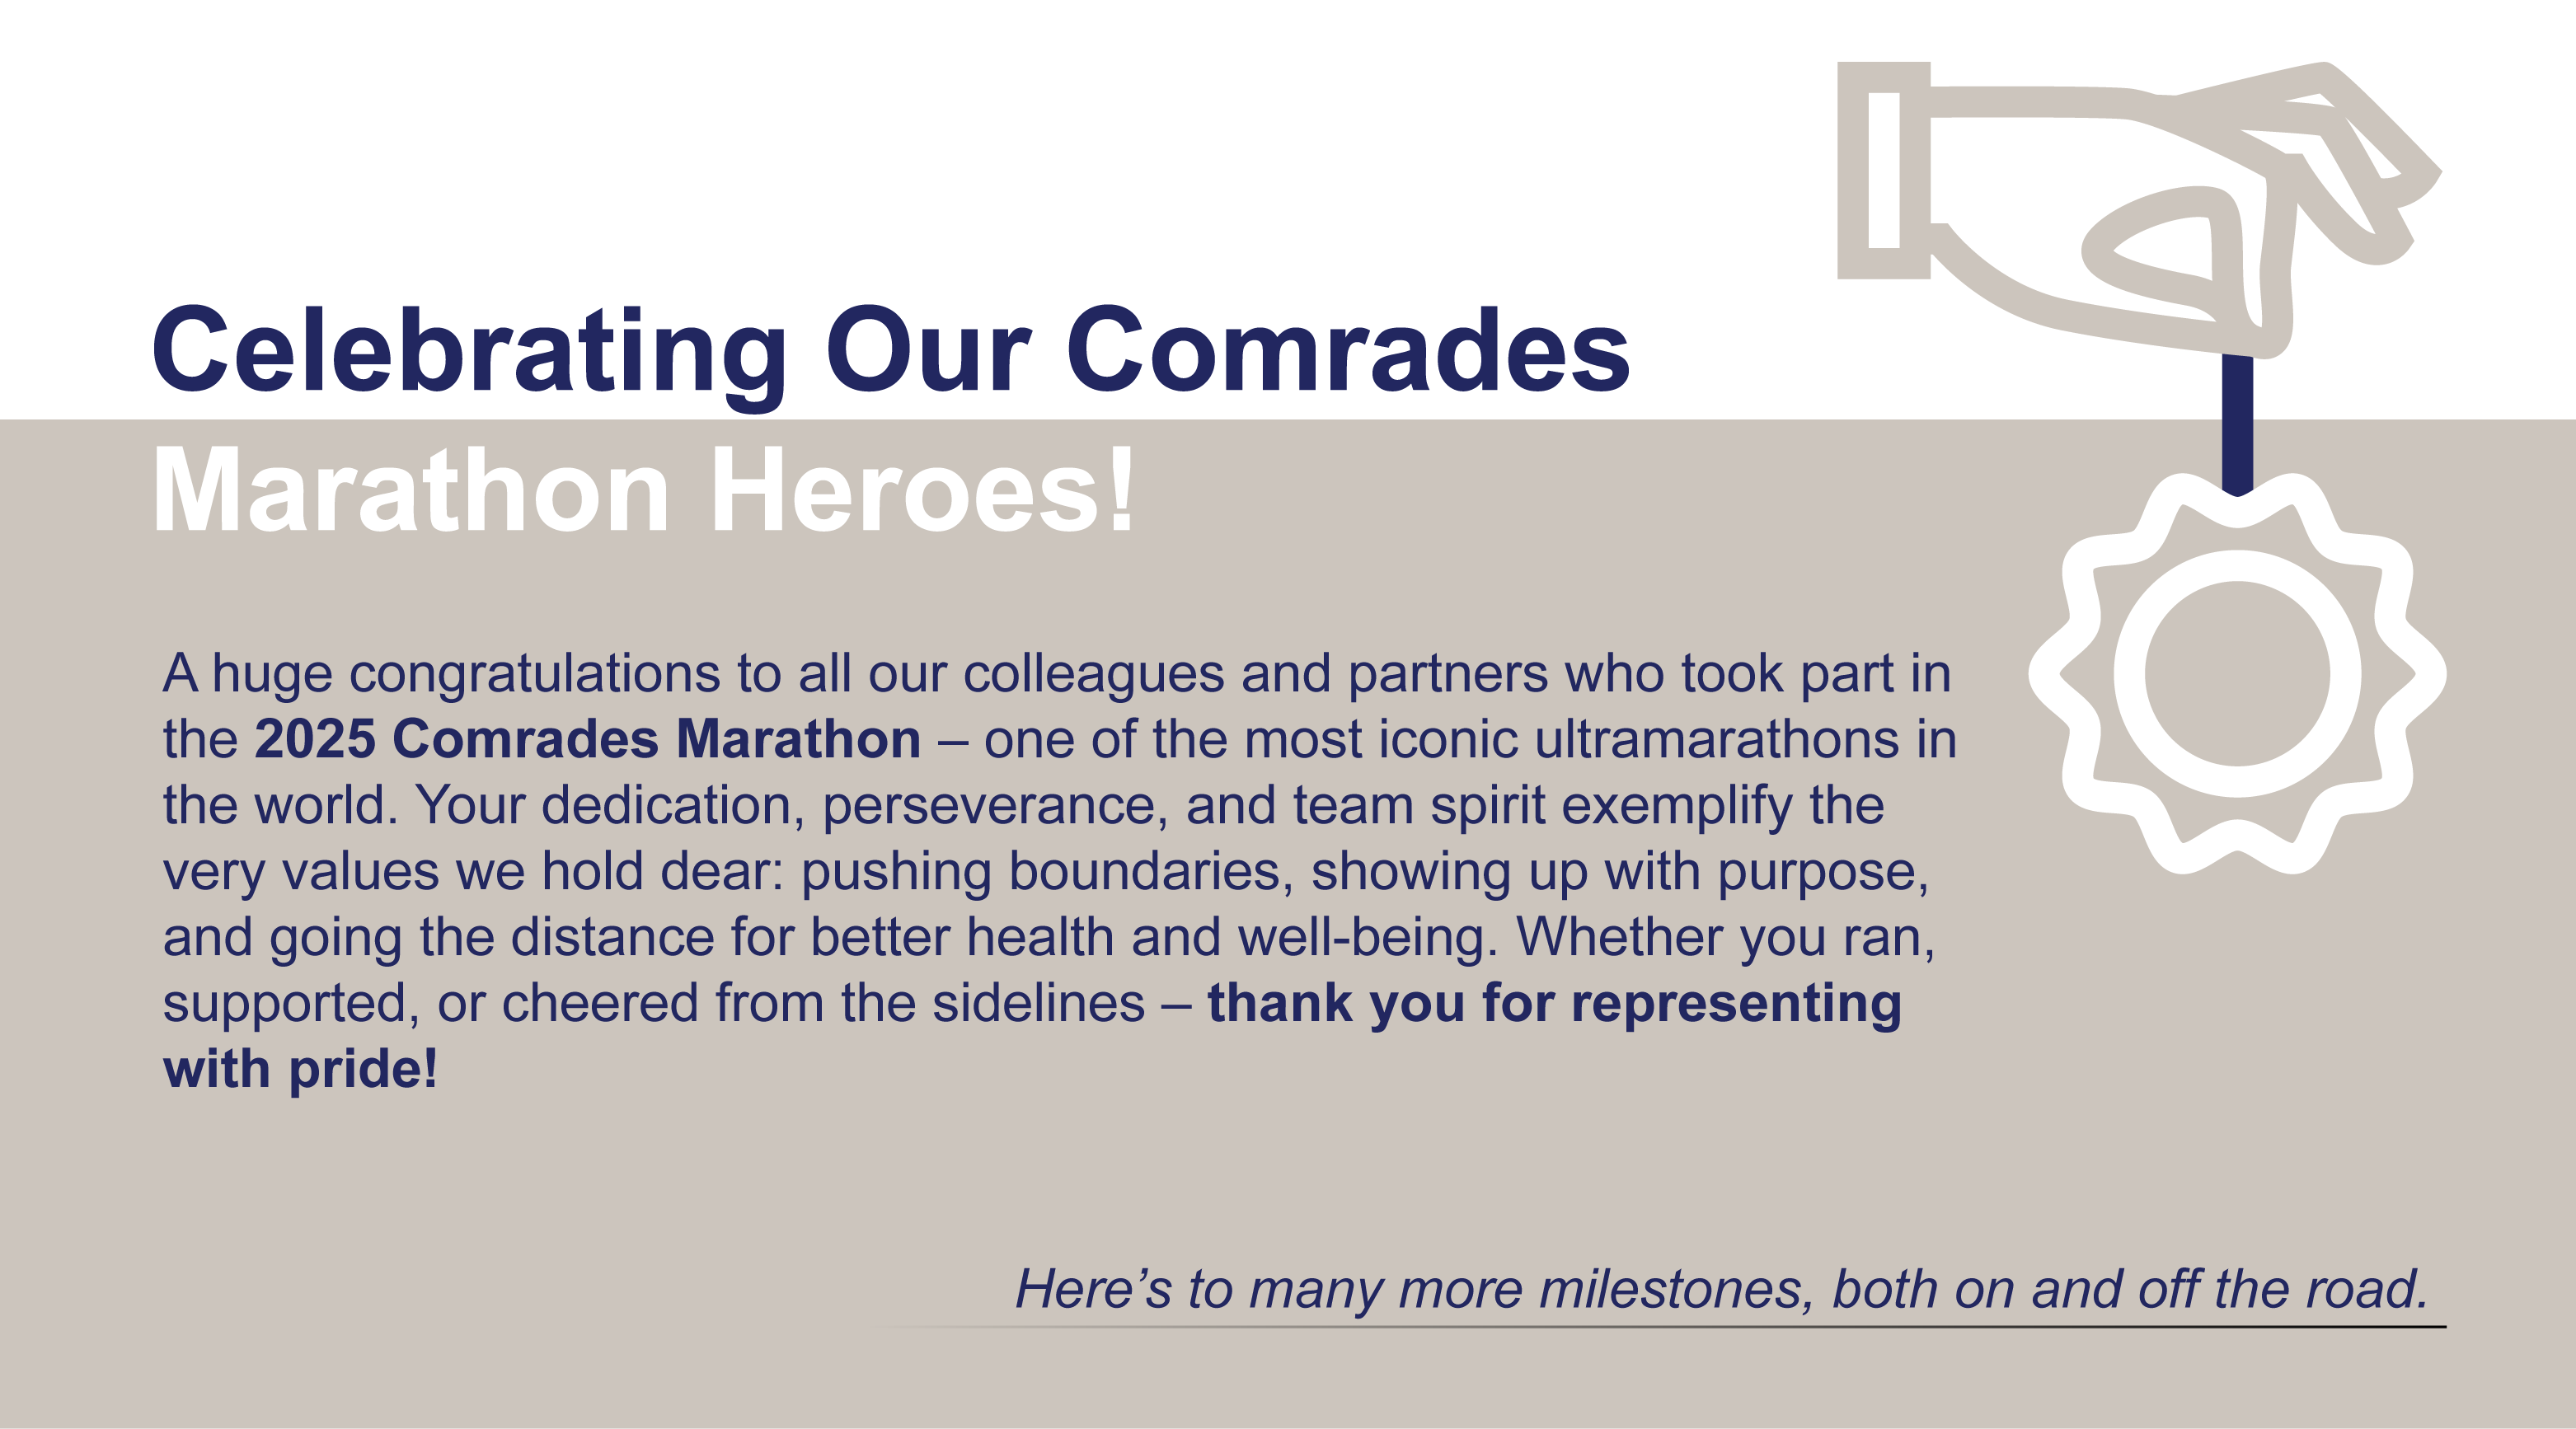 Celebrating Our Comrades
Marathon Heroes!
A huge congratulations to all our colleagues and partners who took part in
the 2025 Comrades Marathon – one of the most iconic ultramarathons in
the world. Your dedication, perseverance, and team spirit exemplify the
very values we hold dear: pushing boundaries, showing up with purpose,
and going the distance for better health and well-being. Whether you ran,
supported, or cheered from the sidelines – thank you for representing
with pride!
Here’s to many more milestones, both on and off the road.